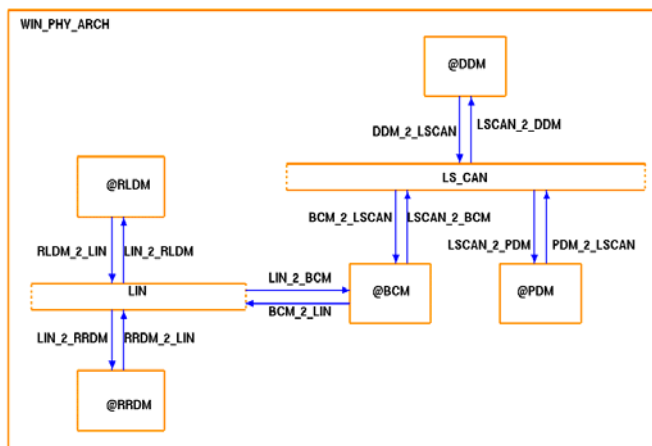 WIN_PHY_ARCH
@DDM
DDM_2_LSCAN
LSCAN_2_DDM
LS_CAN
@RLDM
BCM_2_LSCAN
LSCAN_2_BCM
RLDM_2_LIN
LIN_2_RLDM
LSCAN_2_PDM
PDM_2_LSCAN
LIN_2_BCM
LIN
@BCM
@PDM
BCM_2_LIN
LIN_2_RRDM
RRDM_2_LIN
@RRDM